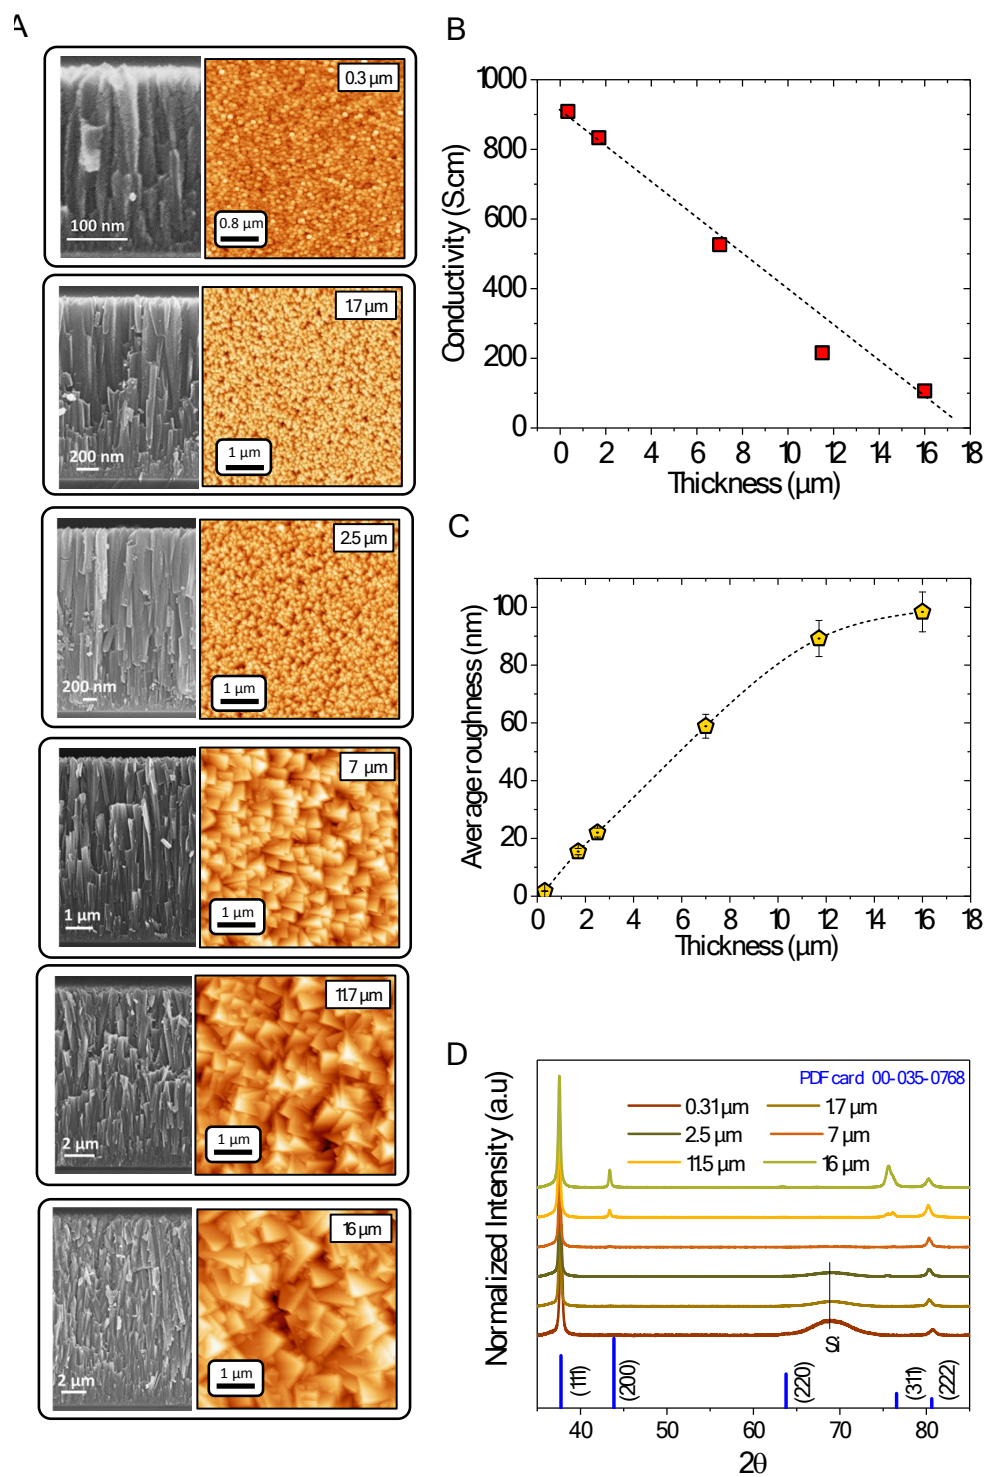 A
0.3 µm
100 nm
0.8 µm
1.7 µm
200 nm
1 µm
2.5 µm
200 nm
1 µm
7 µm
1 µm
1 µm
11.7 µm
2 µm
1 µm
16 µm
2 µm
1 µm
B
Conductivity (S.cm)
1000
800
600
400
200
0
0 2 4 6 8 10 12 14 16 18
Thickness (µm)
C
Average roughness (nm)
100
80
60
40
20
0
0 2 4 6 8 10 12 14 16 18
Thickness (µm)
D
Normalized Intensity (a.u)
PDF card 00-035-0768
0.31 µm 1.7 µm
2.5 µm 7 µm
11.5 µm 16 µm
Si
(111) (200) (220) (311) (222)
40 50 60 70 80
2θ